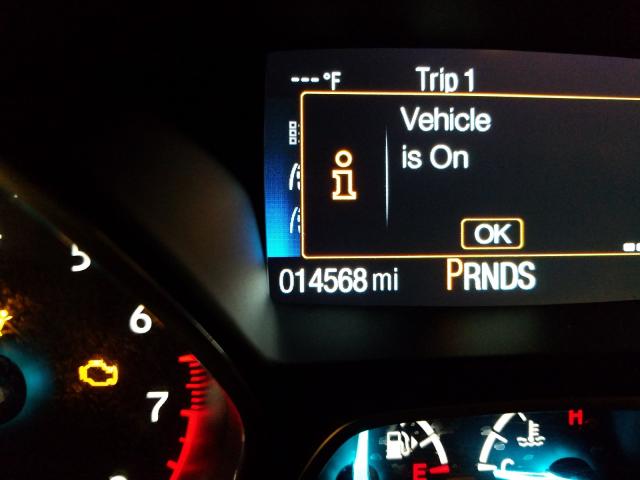 ---°F Trip 1
Vehicle
is On
i
OK
014568 mi PRNDS
5
6
7
H
E
C